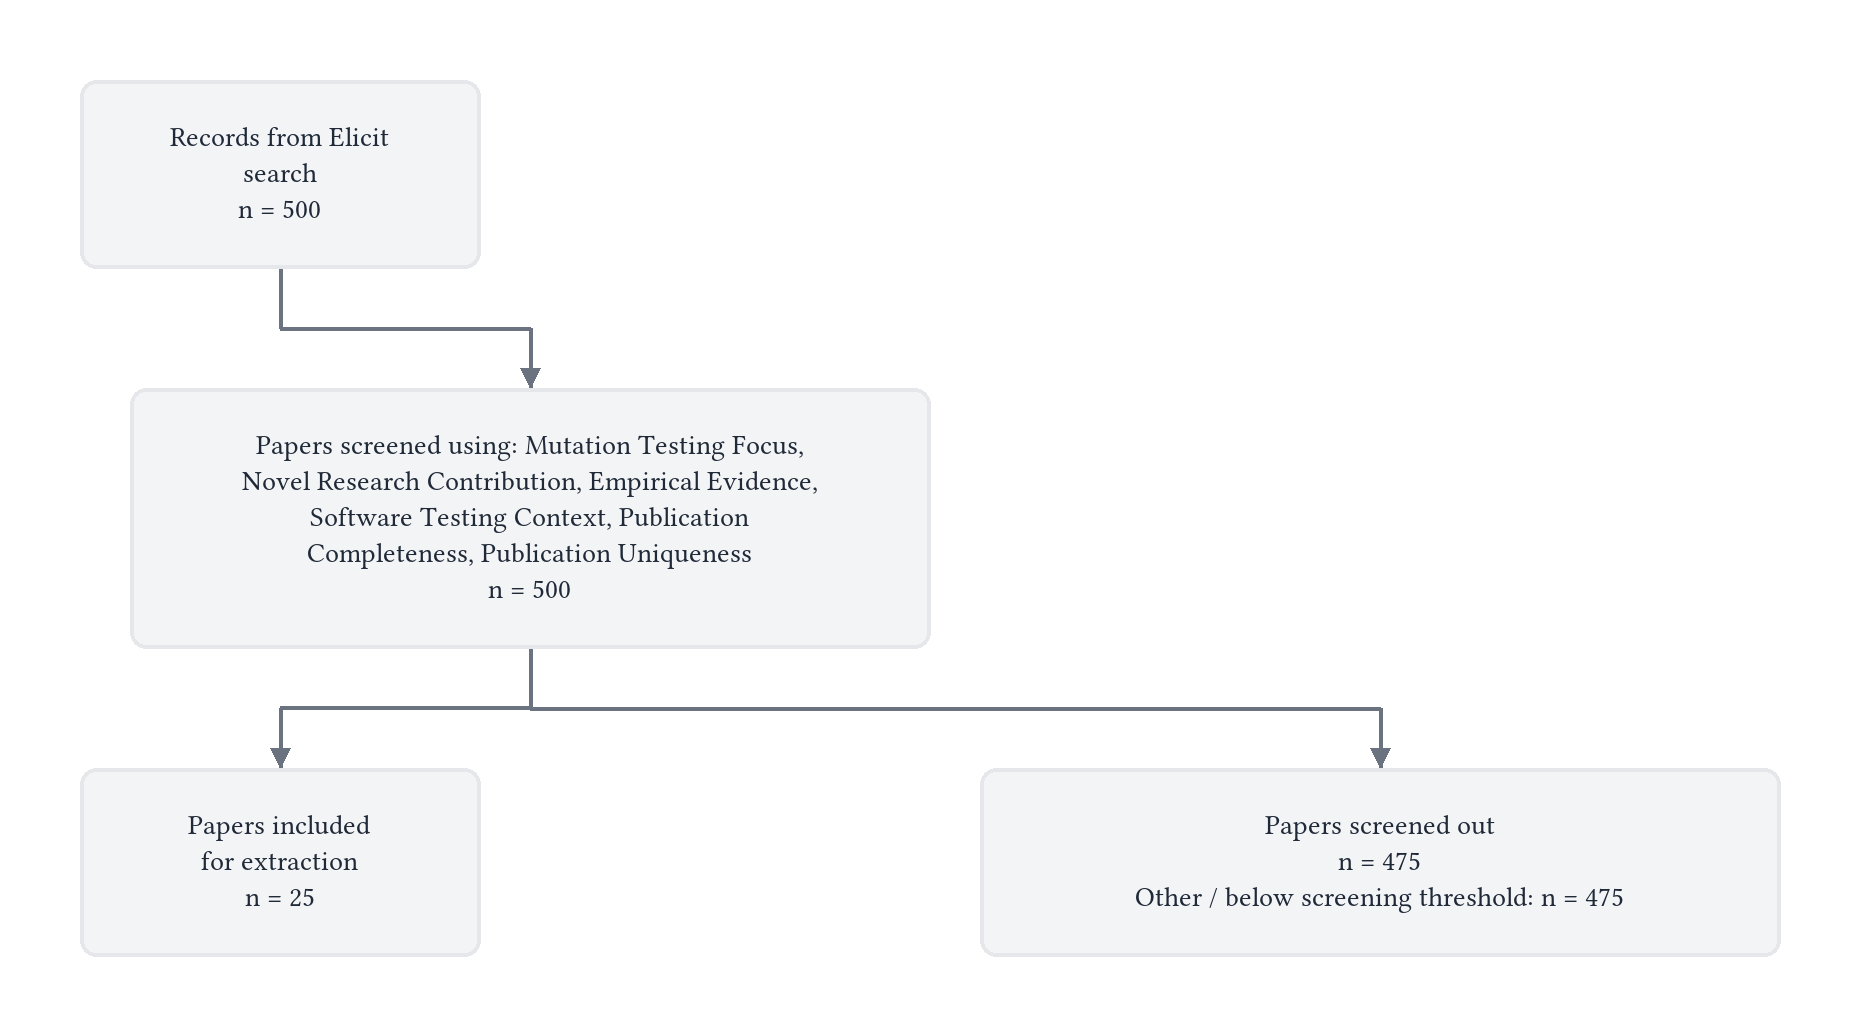 Records from Elicit
search
n = 500
Papers screened using: Mutation Testing Focus,
Novel Research Contribution, Empirical Evidence,
Software Testing Context, Publication
Completeness, Publication Uniqueness
n = 500
Papers included
for extraction
n = 25
Papers screened out
n = 475
Other / below screening threshold: n = 475